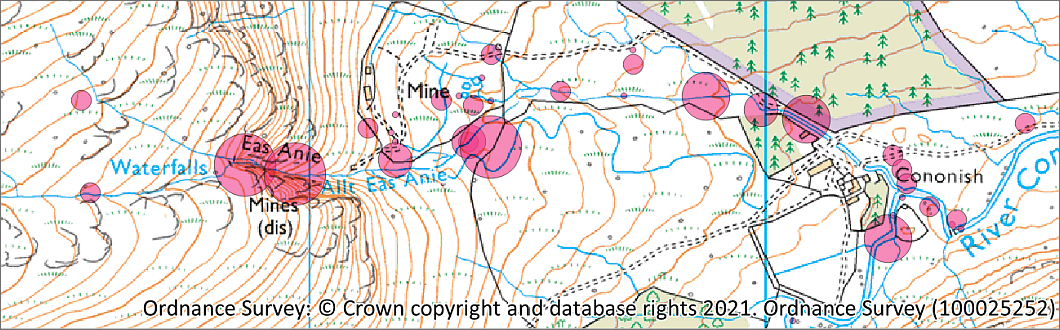 Mine
Eas Anie
Waterfalls
Allt Eas Anie
Mines
(dis)
Cononish
River Con
Ordnance Survey: © Crown copyright and database rights 2021. Ordnance Survey (100025252)